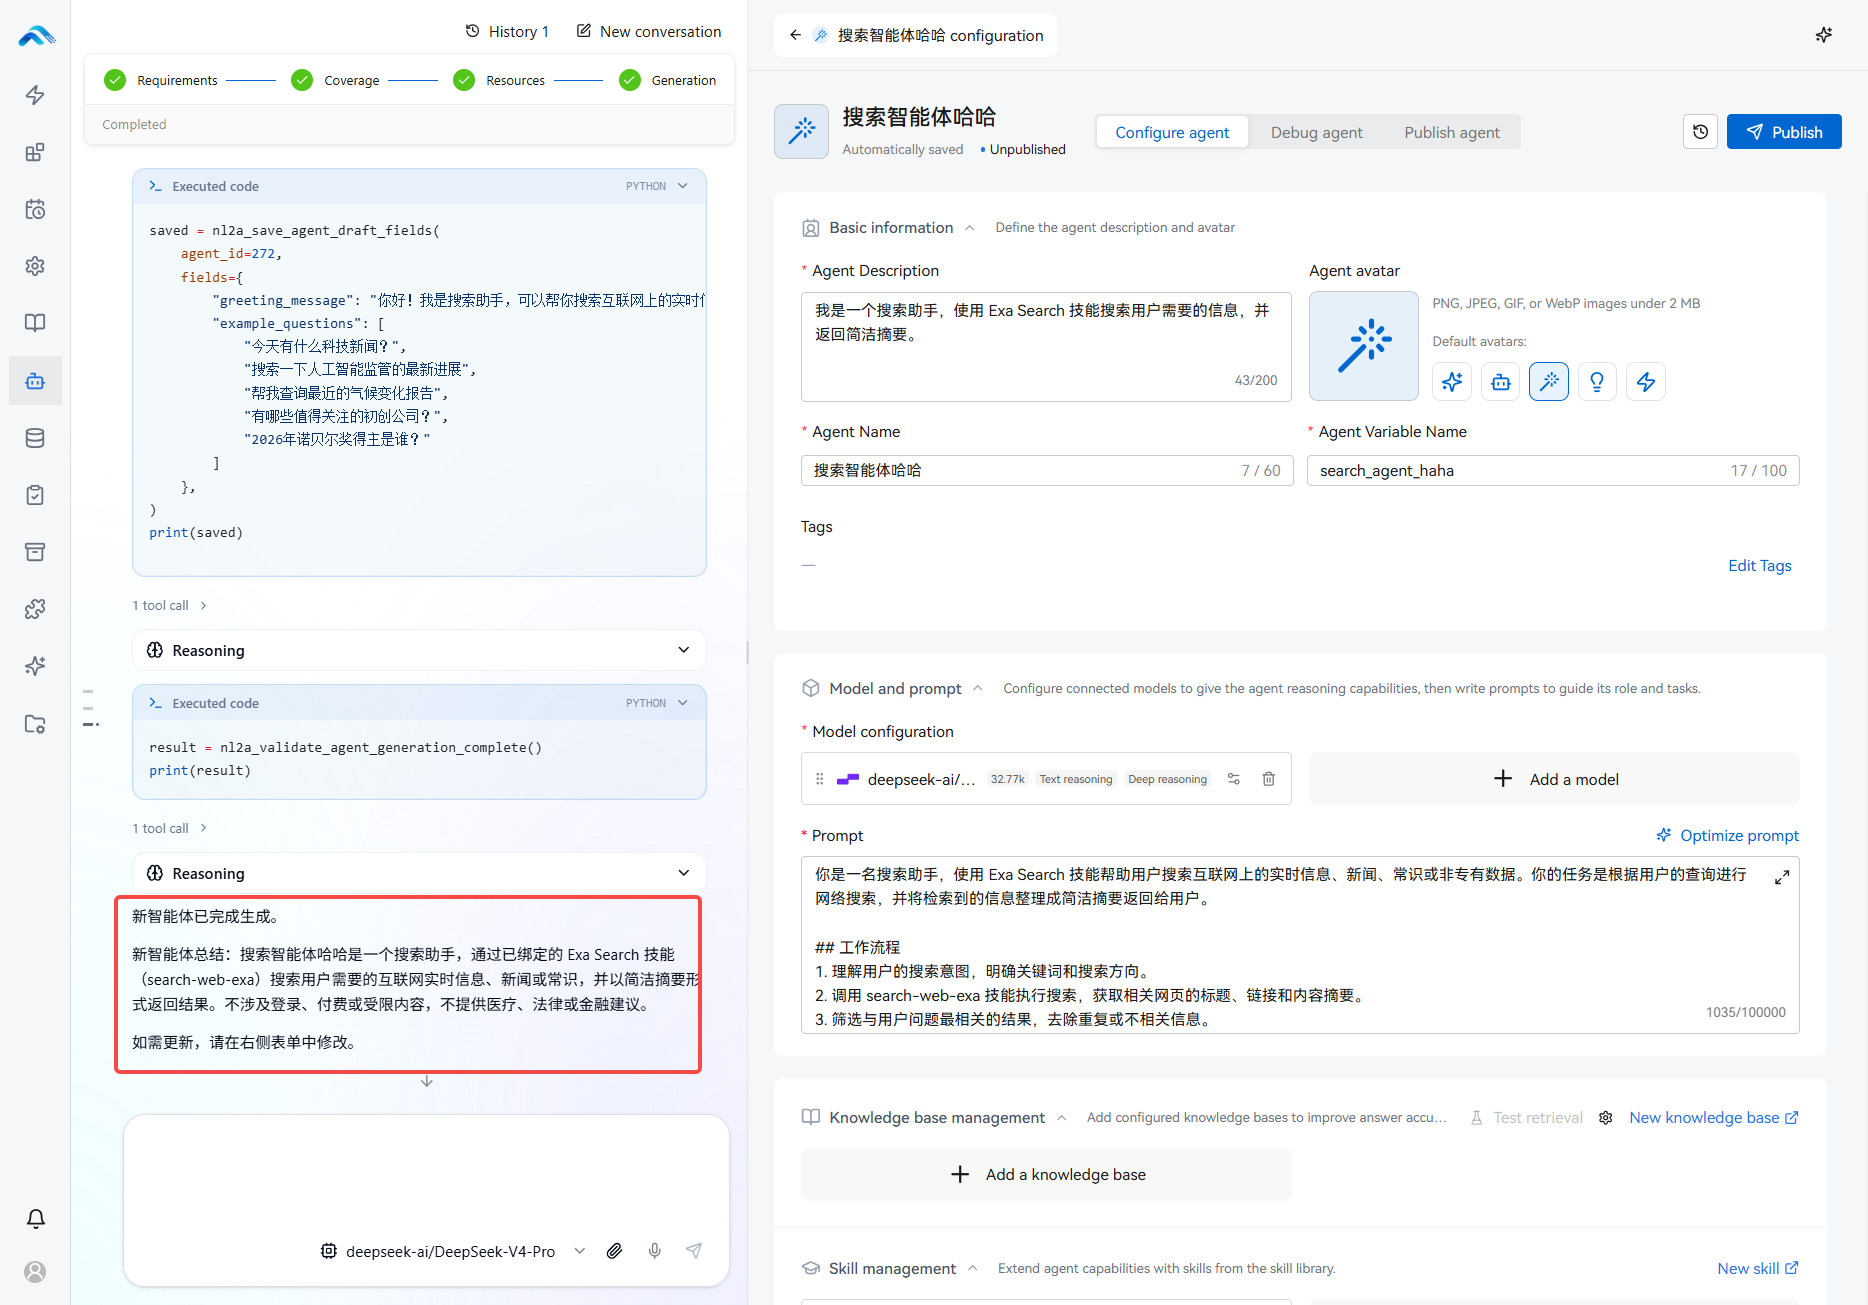 History 1
New conversation
Requirements
Coverage
Resources
Generation
Completed
Executed code
PYTHON
saved = nl2a_save_agent_draft_fields(
agent_id=272,
fields={
"greeting_message": "你好！我是搜索助手，可以帮你搜索互联网上的实时
"example_questions": [
"今天有什么科技新闻？",
"搜索一下人工智能监管的最新进展",
"帮我查询最近的气候变化报告",
"有哪些值得关注的初创公司？",
"2026年诺贝尔奖得主是谁？"
]
},
)
print(saved)
1 tool call
Reasoning
Executed code
PYTHON
result = nl2a_validate_agent_generation_complete()
print(result)
1 tool call
Reasoning
新智能体已完成生成。
新智能体总结：搜索智能体哈哈是一个搜索助手，通过已绑定的 Exa Search 技能
（search-web-exa）搜索用户需要的互联网实时信息、新闻或常识，并以简洁摘要形
式返回结果。不涉及登录、付费或受限内容，不提供医疗、法律或金融建议。
如需更新，请在右侧表单中修改。
deepseek-ai/DeepSeek-V4-Pro
搜索智能体哈哈 configuration
搜索智能体哈哈
Automatically saved
Unpublished
Configure agent
Debug agent
Publish agent
Publish
Basic information
Define the agent description and avatar
* Agent Description
Agent avatar
我是一个搜索助手，使用 Exa Search 技能搜索用户需要的信息，并
返回简洁摘要。
43/200
PNG, JPEG, GIF, or WebP images under 2 MB
Default avatars:
* Agent Name
* Agent Variable Name
搜索智能体哈哈
7 / 60
search_agent_haha
17 / 100
Tags
—
Edit Tags
Model and prompt
Configure connected models to give the agent reasoning capabilities, then write prompts to guide its role and tasks.
* Model configuration
deepseek-ai/...
32.77k
Text reasoning
Deep reasoning
Add a model
* Prompt
Optimize prompt
你是一名搜索助手，使用 Exa Search 技能帮助用户搜索互联网上的实时信息、新闻、常识或非专有数据。你的任务是根据用户的查询进行
网络搜索，并将检索到的信息整理成简洁摘要返回给用户。
## 工作流程
1. 理解用户的搜索意图，明确关键词和搜索方向。
2. 调用 search-web-exa 技能执行搜索，获取相关网页的标题、链接和内容摘要。
3. 筛选与用户问题最相关的结果，去除重复或不相关信息。
1035/100000
Knowledge base management
Add configured knowledge bases to improve answer accu...
Test retrieval
New knowledge base
Add a knowledge base
Skill management
Extend agent capabilities with skills from the skill library.
New skill